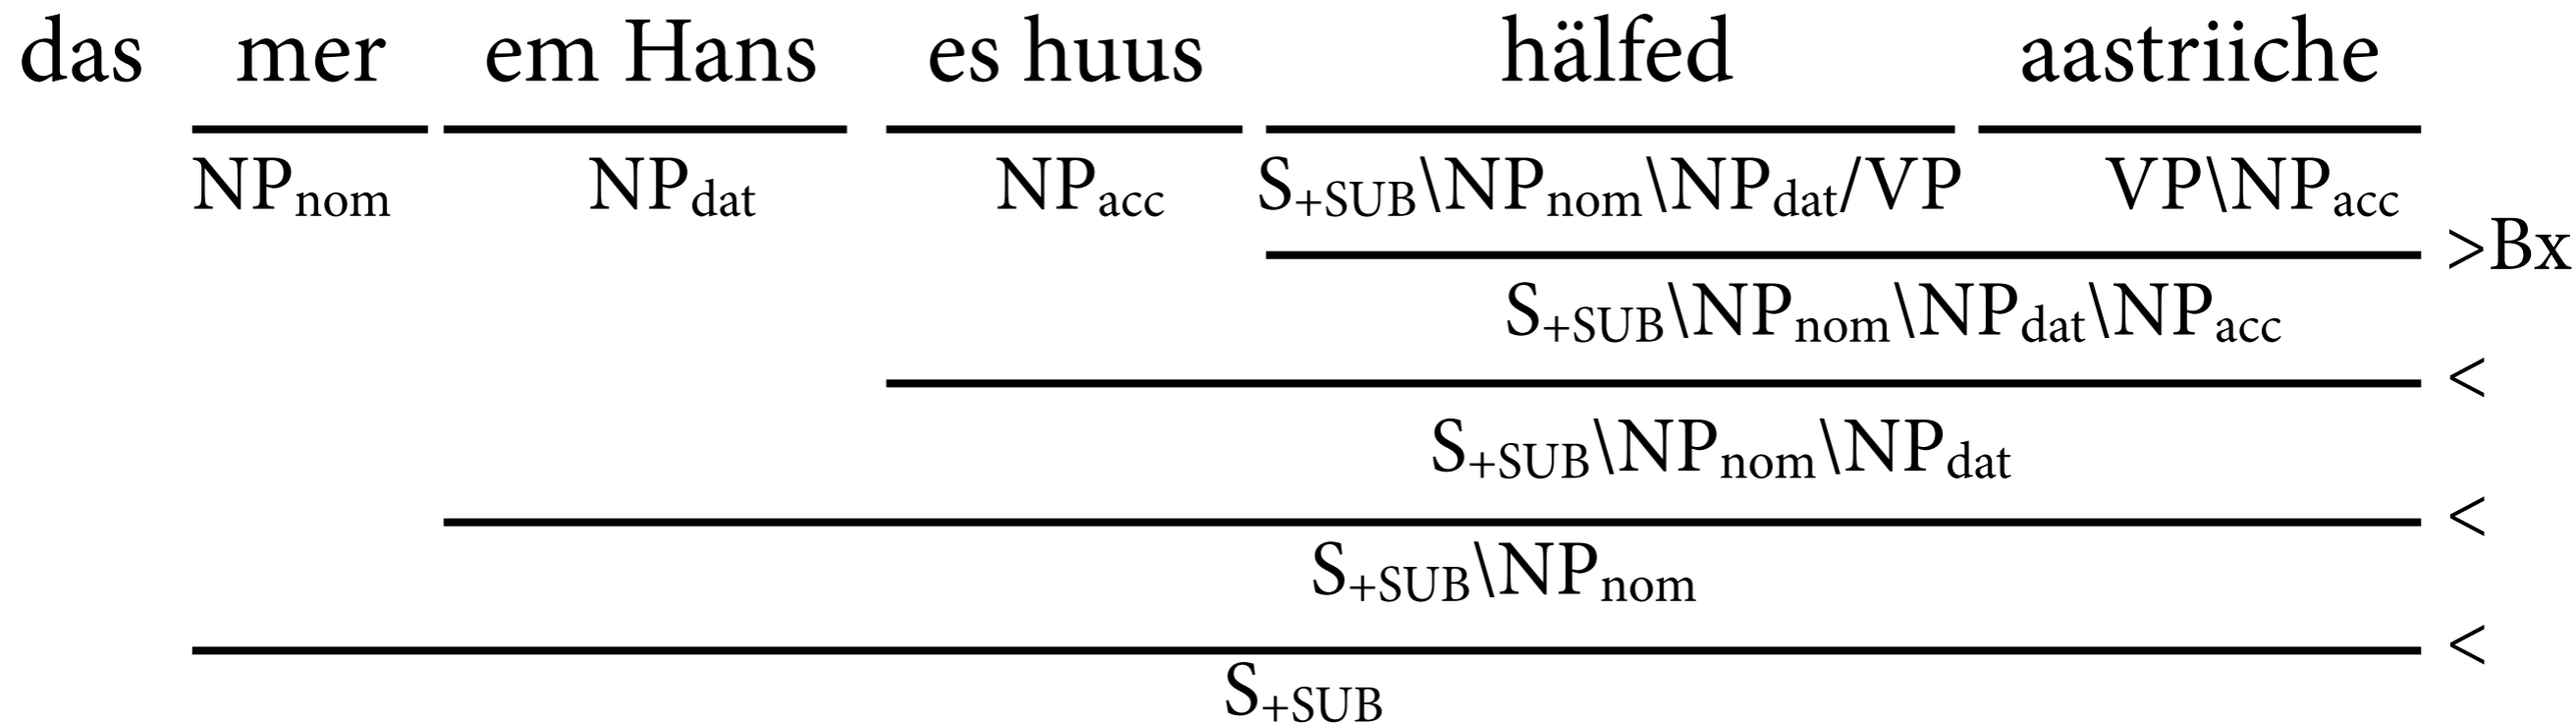 das mer em Hans es huus hälfed aastriiche
NPnom NPdat NPacc S+SUB\NPnom\NPdat/VP VP\NPacc
>Bx
S+SUB\NPnom\NPdat\NPacc
<
S+SUB\NPnom\NPdat
<
S+SUB\NPnom
<
S+SUB